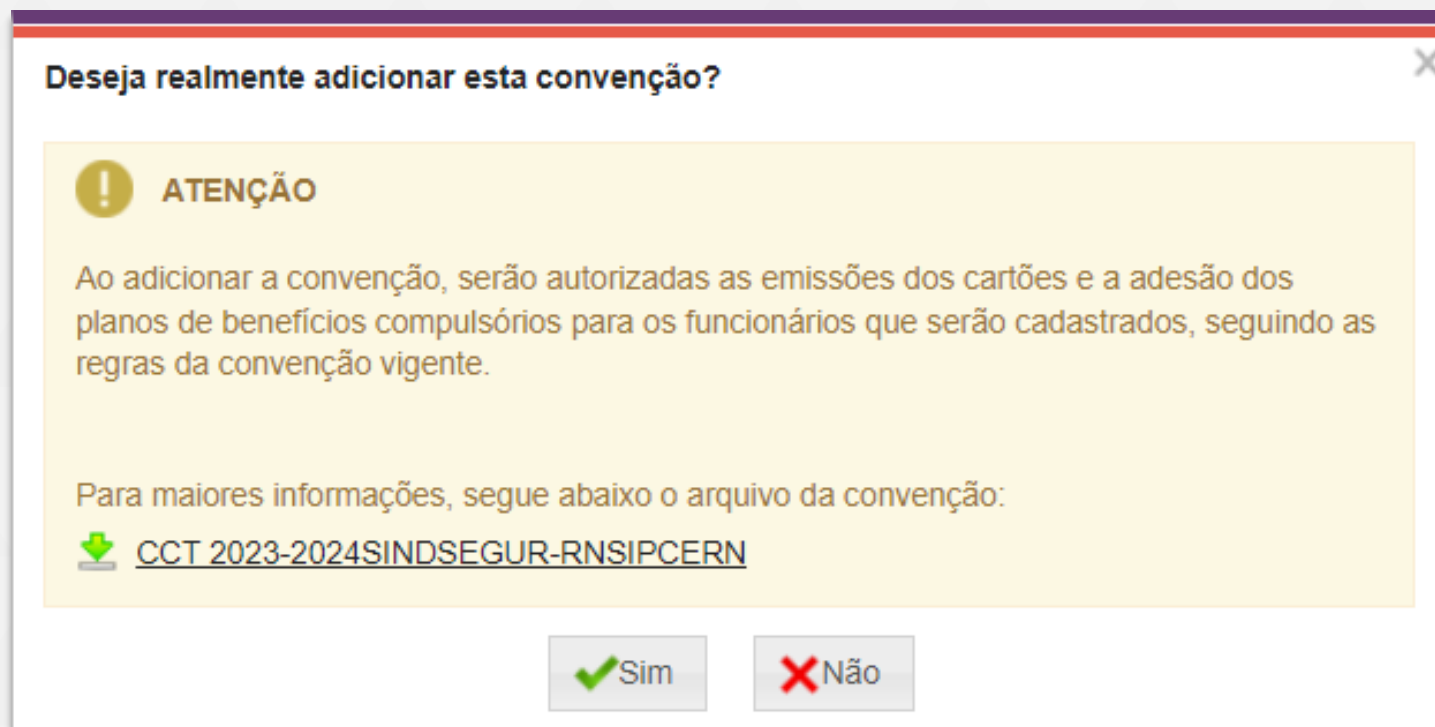 Deseja realmente adicionar esta convenção?
ATENÇÃO
Ao adicionar a convenção, serão autorizadas as emissões dos cartões e a adesão dos
planos de benefícios compulsórios para os funcionários que serão cadastrados, seguindo as
regras da convenção vigente.
Para maiores informações, segue abaixo o arquivo da convenção:
CCT 2023-2024SINDSEGUR-RNSIPCERN
Sim Não